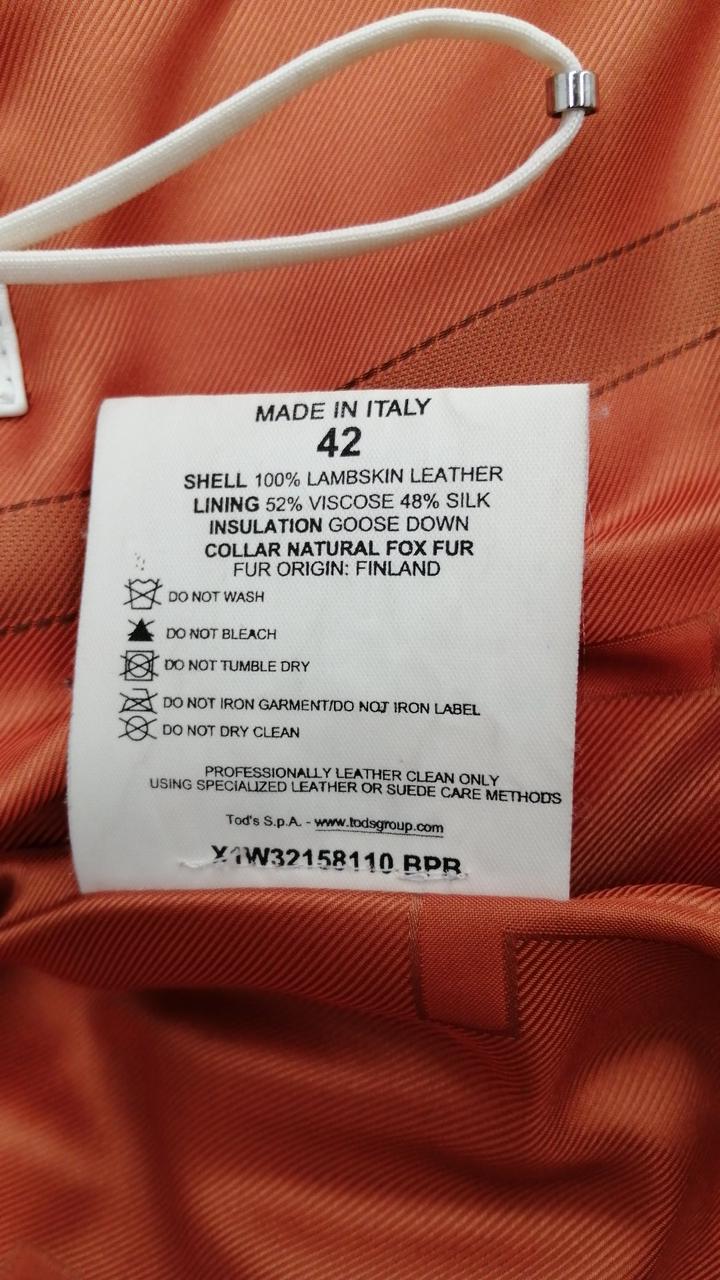 MADE IN ITALY
42
SHELL 100% LAMBSKIN LEATHER
LINING 52% VISCOSE 48% SILK
INSULATION GOOSE DOWN
COLLAR NATURAL FOX FUR
FUR ORIGIN: FINLAND
DO NOT WASH
DO NOT BLEACH
DO NOT TUMBLE DRY
DO NOT IRON GARMENT/DO NOT IRON LABEL
DO NOT DRY CLEAN
PROFESSIONALLY LEATHER CLEAN ONLY
USING SPECIALIZED LEATHER OR SUEDE CARE METHODS
Tod's S.p.A. - www.todsgroup.com
X1W32158110 BPR